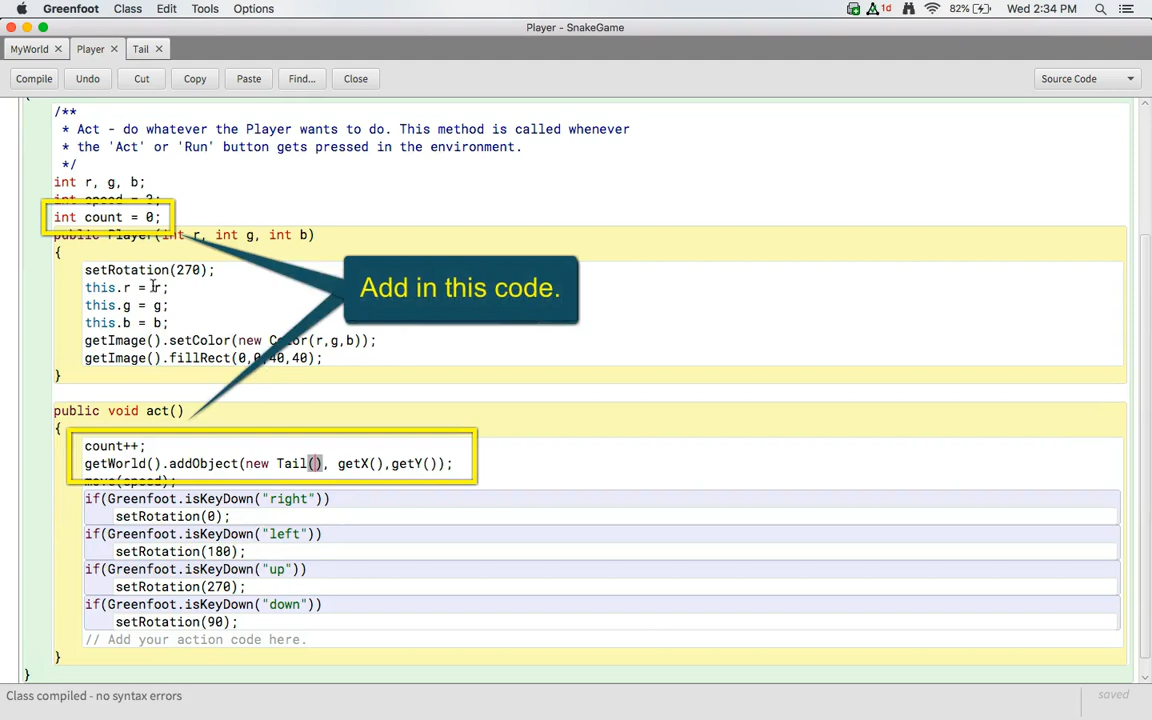 Greenfoot Class Edit Tools Options 1d 82% Wed 2:34 PM
Player - SnakeGame
MyWorld Player Tail
Compile Undo Cut Copy Paste Find... Close Source Code
/**
* Act - do whatever the Player wants to do. This method is called whenever
* the 'Act' or 'Run' button gets pressed in the environment.
*/
int r, g, b;
int speed = 3;
int count = 0;
public Player(int r, int g, int b)
{
setRotation(270);
this.r = r;
this.g = g;
this.b = b;
getImage().setColor(new Color(r,g,b));
getImage().fillRect(0,0,40,40);
}
Add in this code.
public void act()
{
count++;
getWorld().addObject(new Tail(), getX(),getY());
move(speed);
if(Greenfoot.isKeyDown("right"))
setRotation(0);
if(Greenfoot.isKeyDown("left"))
setRotation(180);
if(Greenfoot.isKeyDown("up"))
setRotation(270);
if(Greenfoot.isKeyDown("down"))
setRotation(90);
// Add your action code here.
}
}
Class compiled - no syntax errors
saved